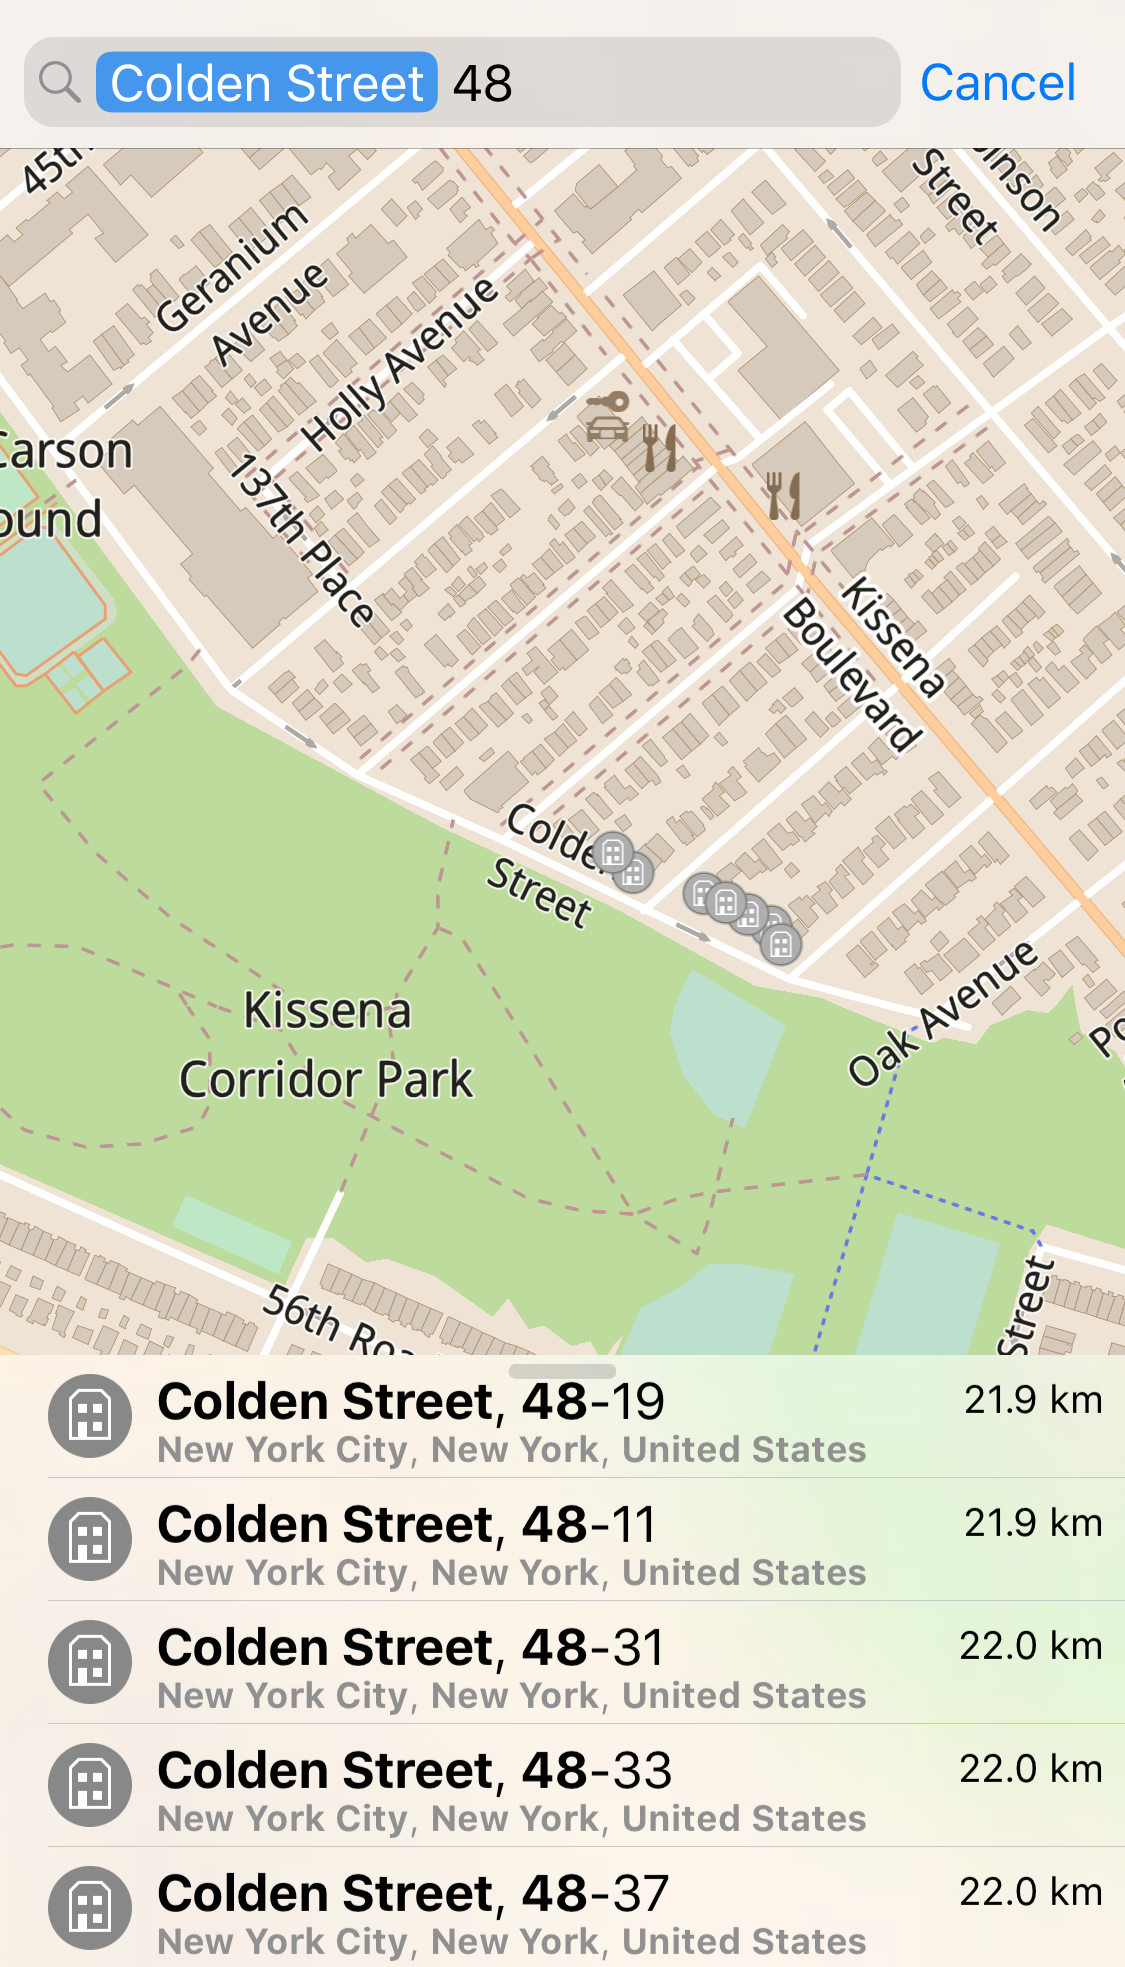 Colden Street 48
Cancel
45th
Geranium
Avenue
Holly Avenue
137th Place
Street
Carson
ound
Kissena
Boulevard
Colden
Street
Kissena
Corridor Park
Oak Avenue
56th Roa
Street
Colden Street, 48-19
21.9 km
New York City, New York, United States
Colden Street, 48-11
21.9 km
New York City, New York, United States
Colden Street, 48-31
22.0 km
New York City, New York, United States
Colden Street, 48-33
22.0 km
New York City, New York, United States
Colden Street, 48-37
22.0 km
New York City, New York, United States